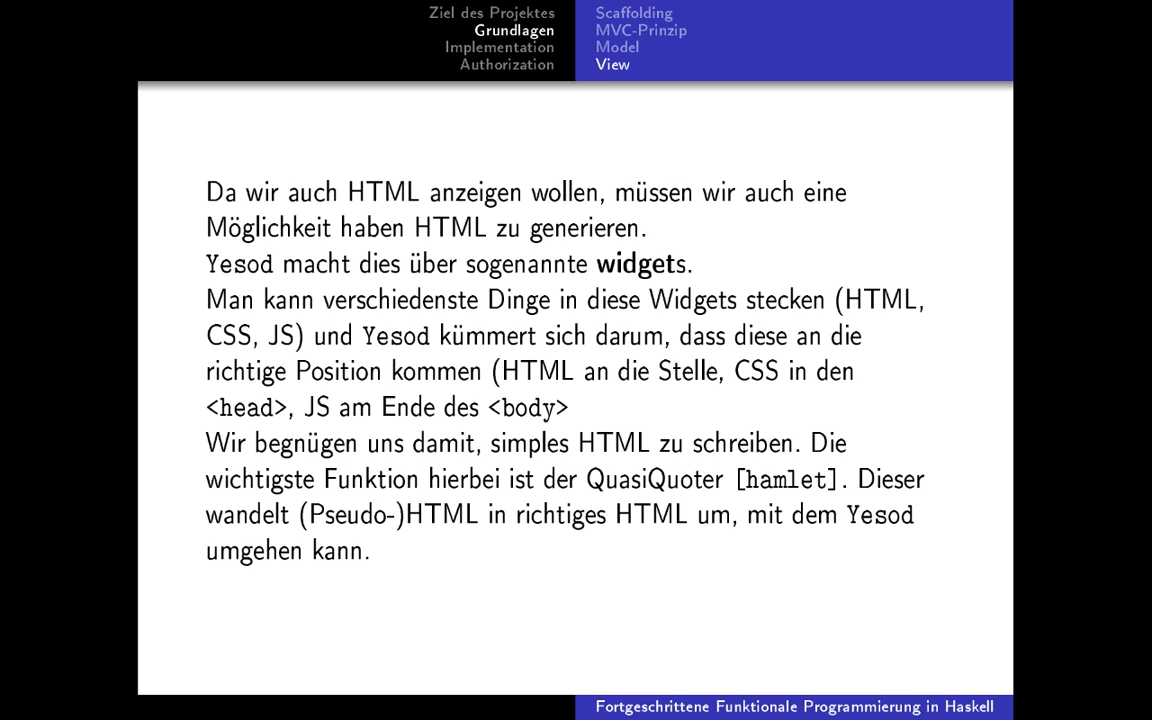 Ziel des Projektes
Grundlagen
Implementation
Authorization
Scaffolding
MVC-Prinzip
Model
View
Da wir auch HTML anzeigen wollen, müssen wir auch eine
Möglichkeit haben HTML zu generieren.
Yesod macht dies über sogenannte widgets.
Man kann verschiedenste Dinge in diese Widgets stecken (HTML,
CSS, JS) und Yesod kümmert sich darum, dass diese an die
richtige Position kommen (HTML an die Stelle, CSS in den
<head>, JS am Ende des <body>
Wir begnügen uns damit, simples HTML zu schreiben. Die
wichtigste Funktion hierbei ist der QuasiQuoter [hamlet]. Dieser
wandelt (Pseudo-)HTML in richtiges HTML um, mit dem Yesod
umgehen kann.
Fortgeschrittene Funktionale Programmierung in Haskell